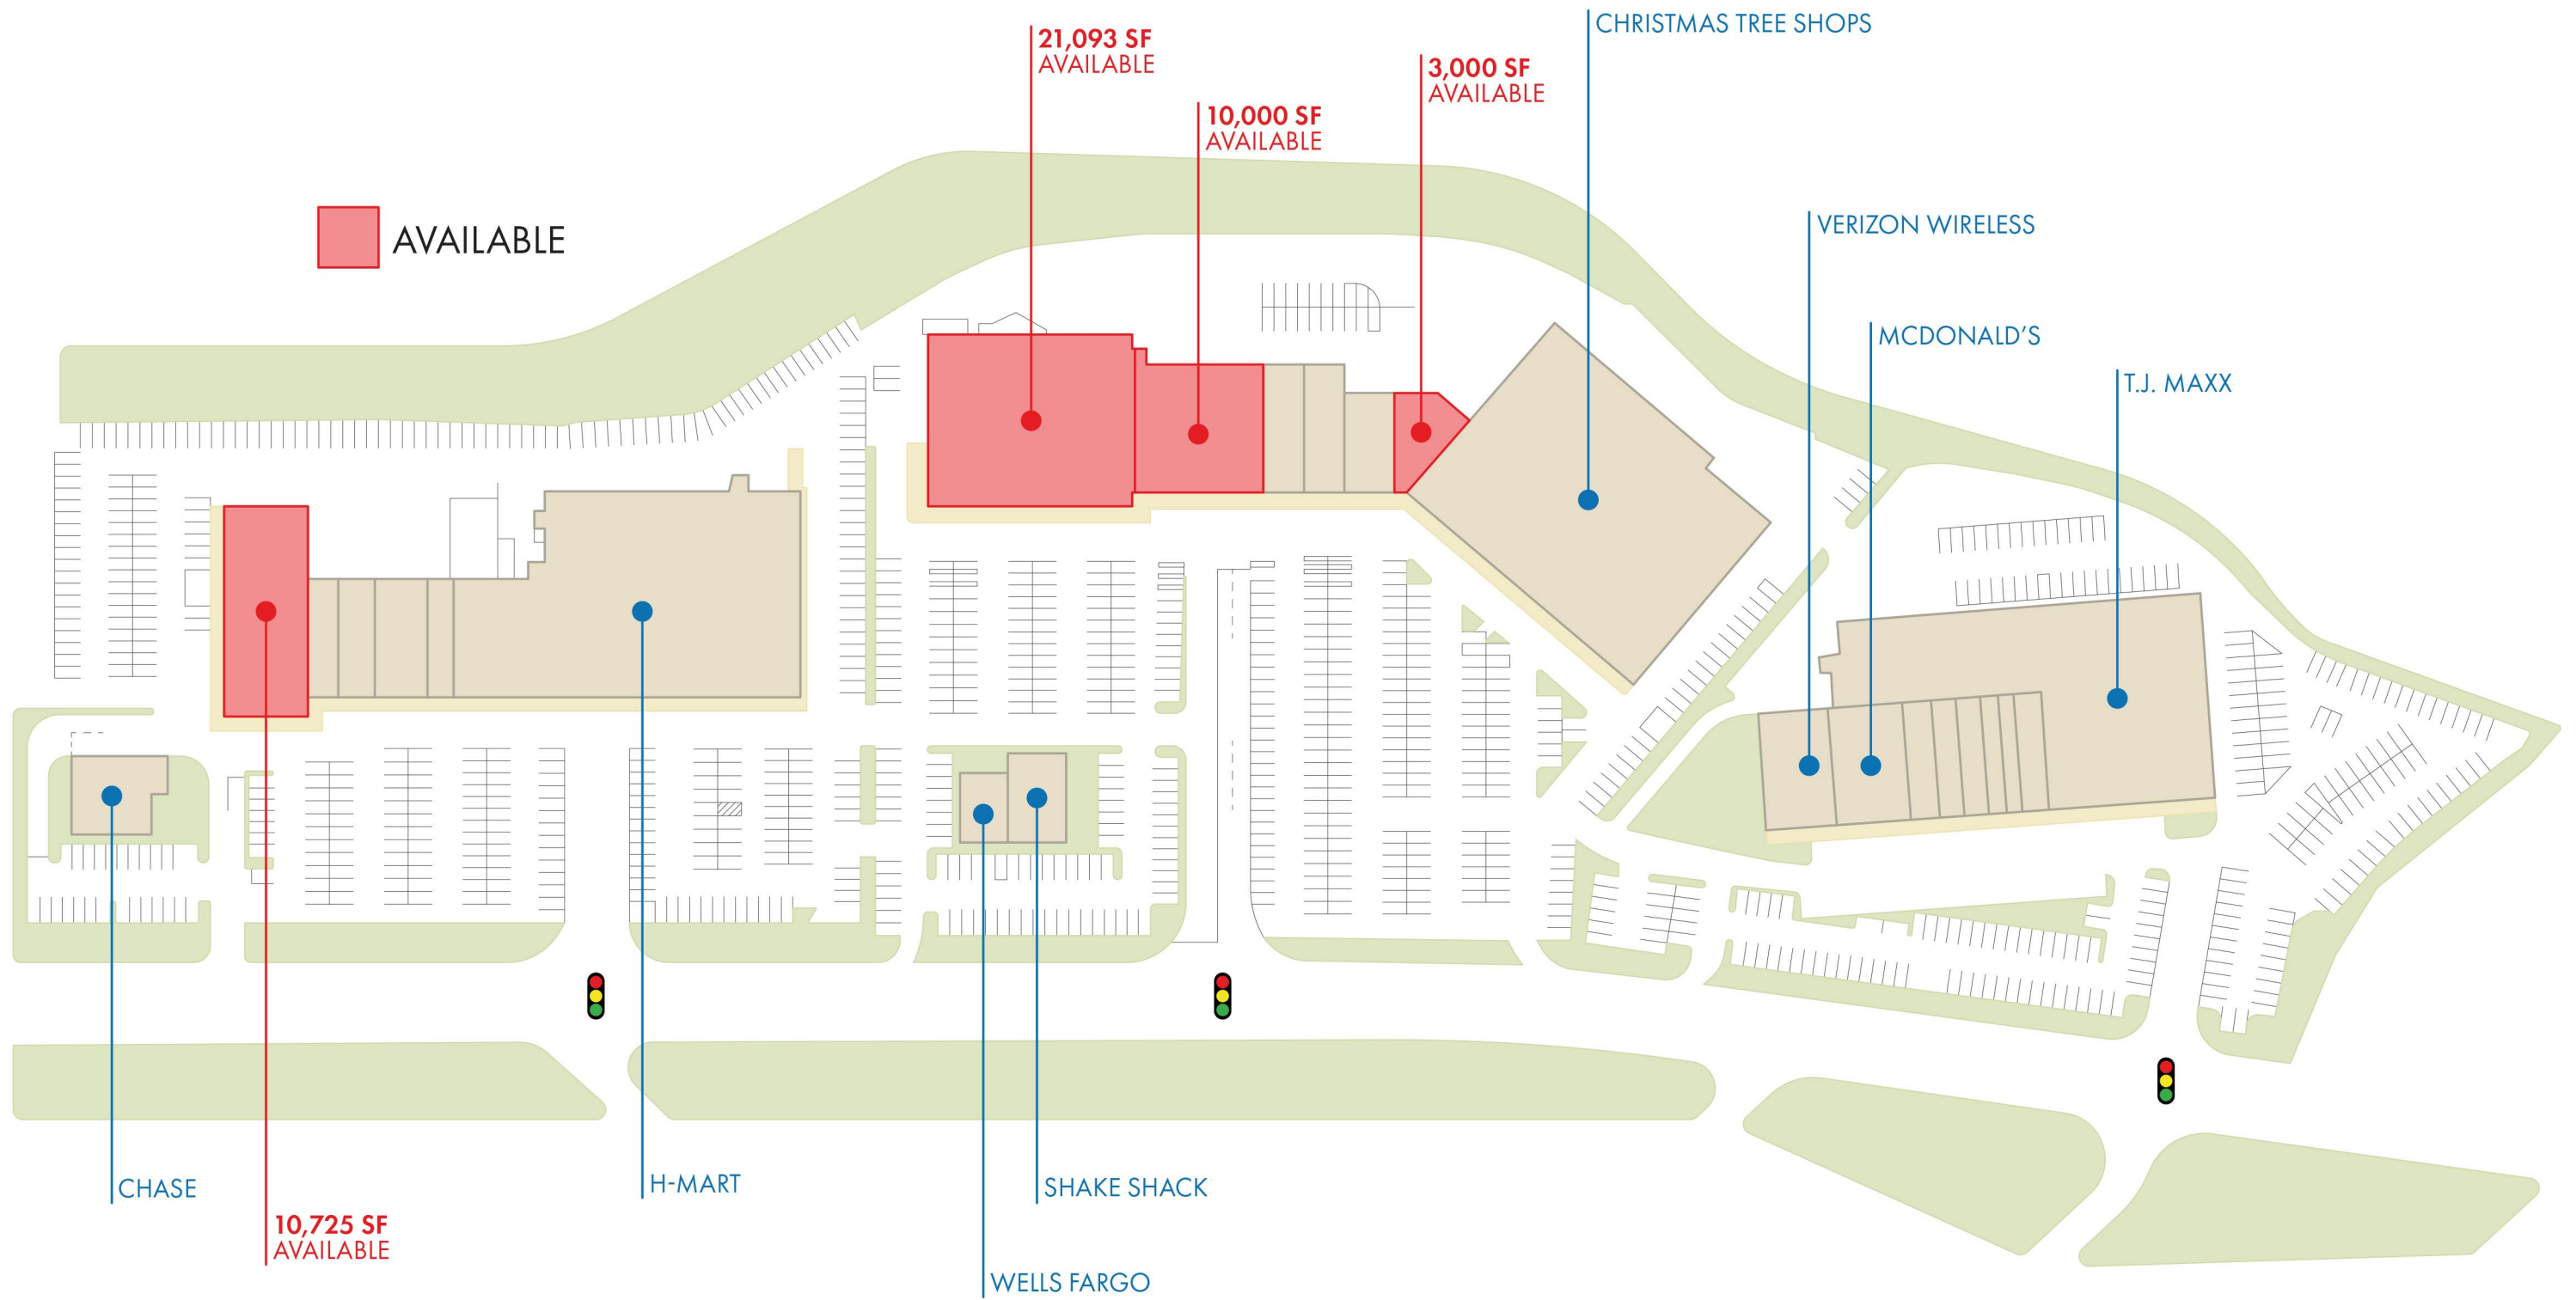 CHRISTMAS TREE SHOPS
21,093 SF
AVAILABLE
3,000 SF
AVAILABLE
10,000 SF
AVAILABLE
VERIZON WIRELESS
AVAILABLE
MCDONALD'S
T.J. MAXX
CHASE
H-MART
SHAKE SHACK
10,725 SF
AVAILABLE
WELLS FARGO